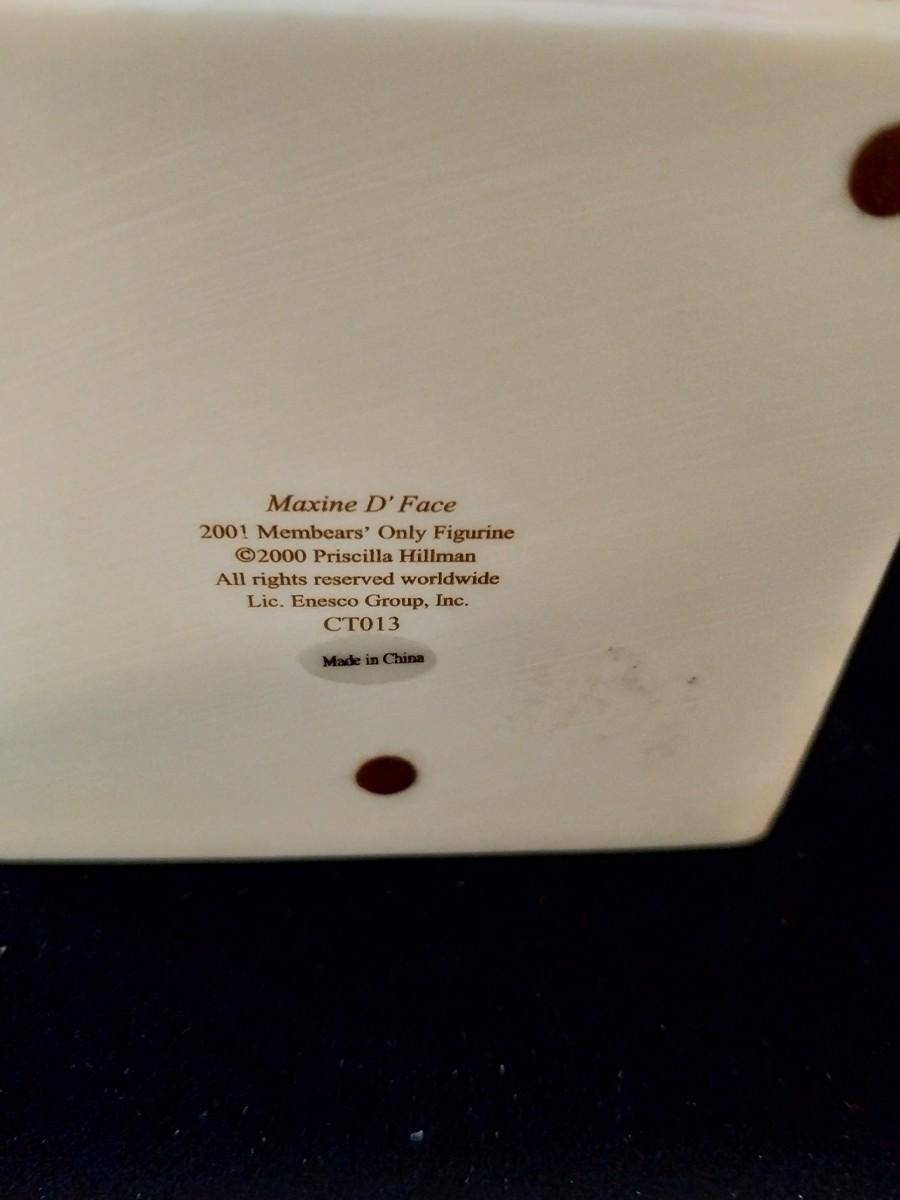 Maxine D' Face
2001 Membears' Only Figurine
©2000 Priscilla Hillman
All rights reserved worldwide
Lic. Enesco Group, Inc.
CT013
Made in China